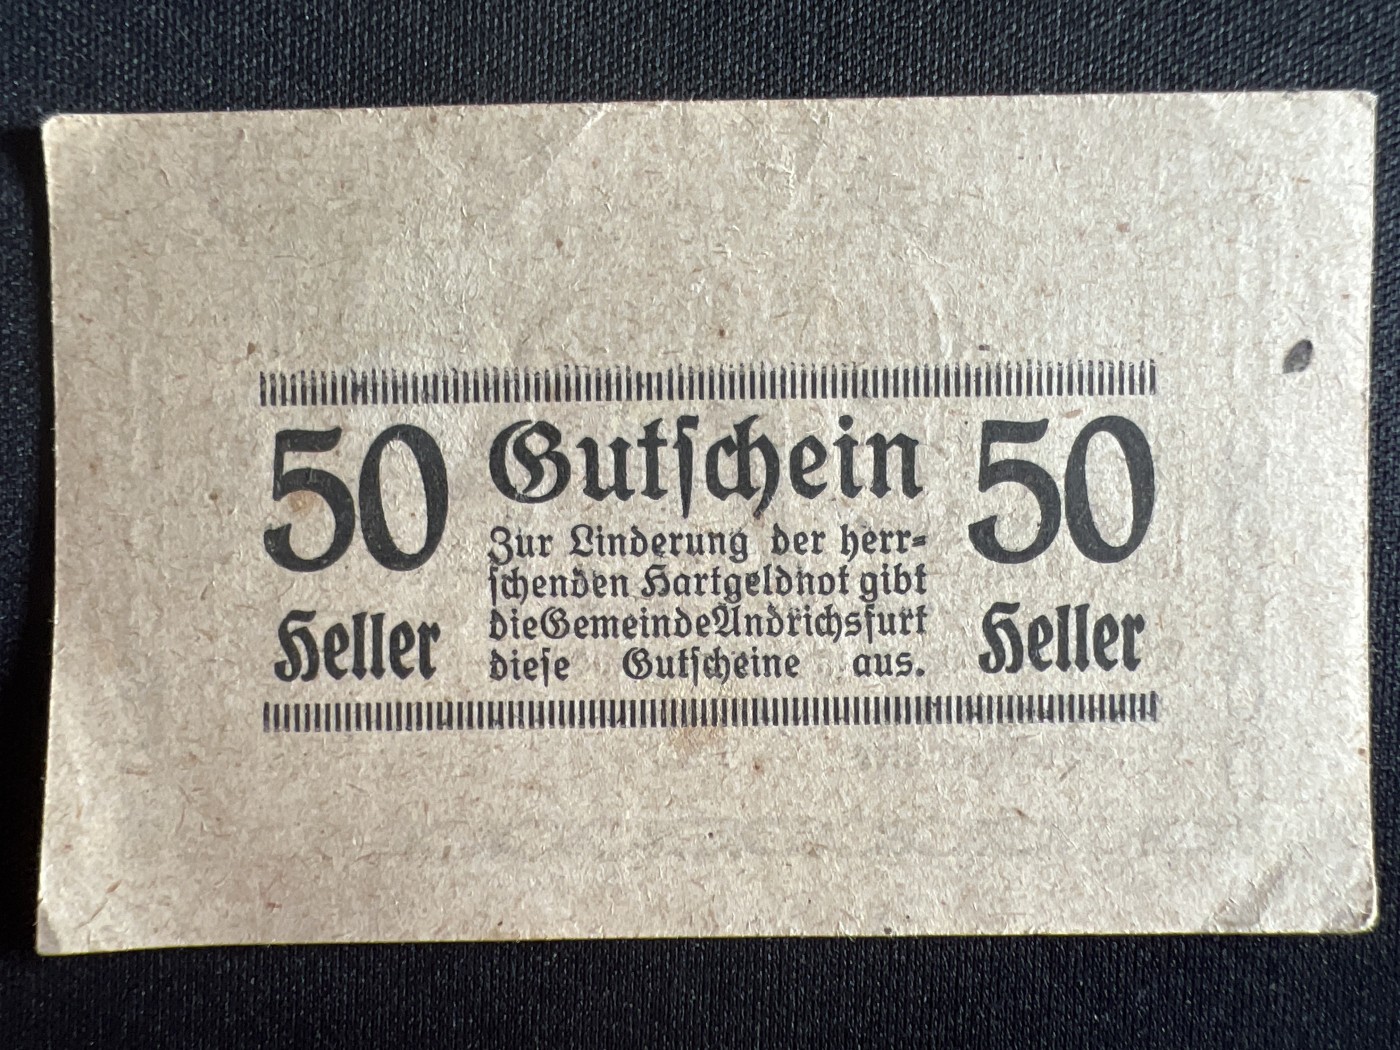 50 Gutschein 50
Zur Linderung der herr-
schenden Hartgeldnot gibt
die Gemeinde Andrichsfurt
diese Gutscheine aus.
Heller Heller